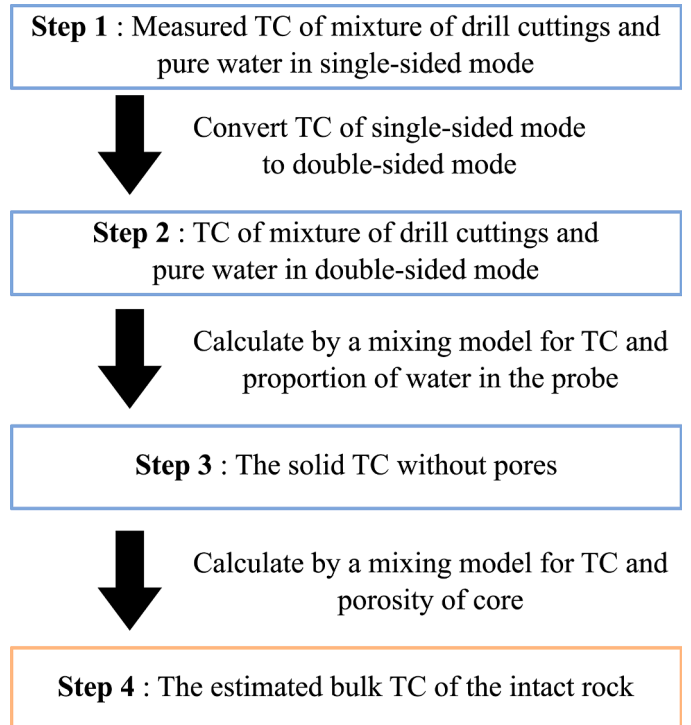 Step 1 : Measured TC of mixture of drill cuttings and
pure water in single-sided mode
Convert TC of single-sided mode
to double-sided mode
Step 2 : TC of mixture of drill cuttings and
pure water in double-sided mode
Calculate by a mixing model for TC and
proportion of water in the probe
Step 3 : The solid TC without pores
Calculate by a mixing model for TC and
porosity of core
Step 4 : The estimated bulk TC of the intact rock